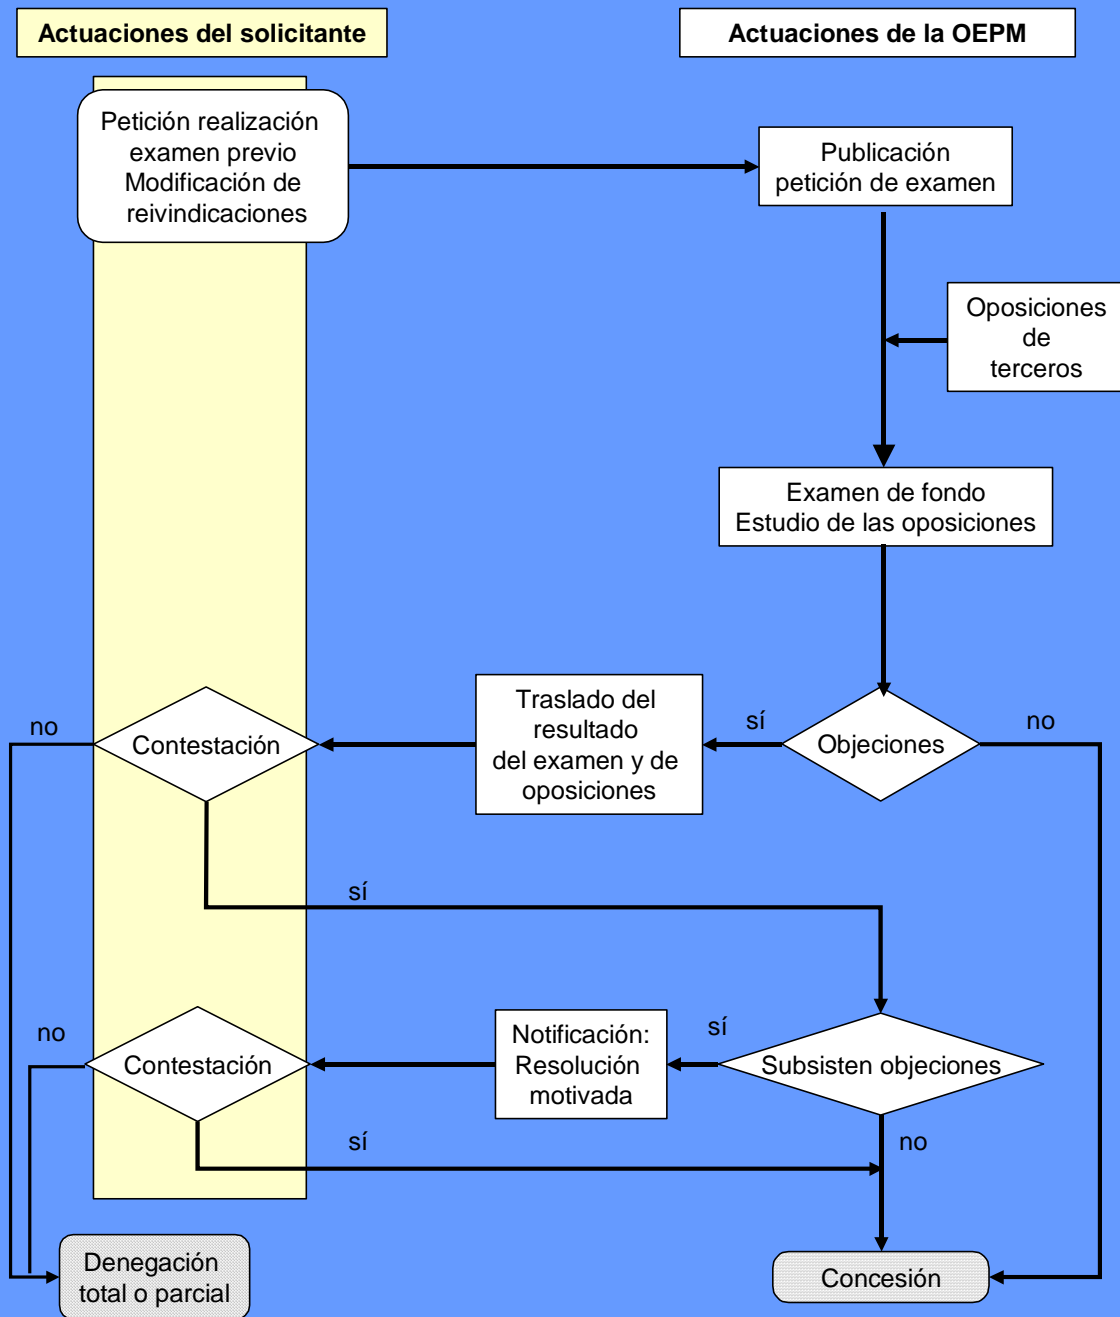 Actuaciones del solicitante
Actuaciones de la OEPM
Petición realización
examen previo
Modificación de
reivindicaciones
Publicación
petición de examen
Oposiciones
de
terceros
Examen de fondo
Estudio de las oposiciones
no
Contestación
Traslado del
resultado
del examen y de
oposiciones
sí
Objeciones
no
sí
no
Contestación
Notificación:
Resolución
motivada
sí
Subsisten objeciones
sí
no
Denegación
total o parcial
Concesión